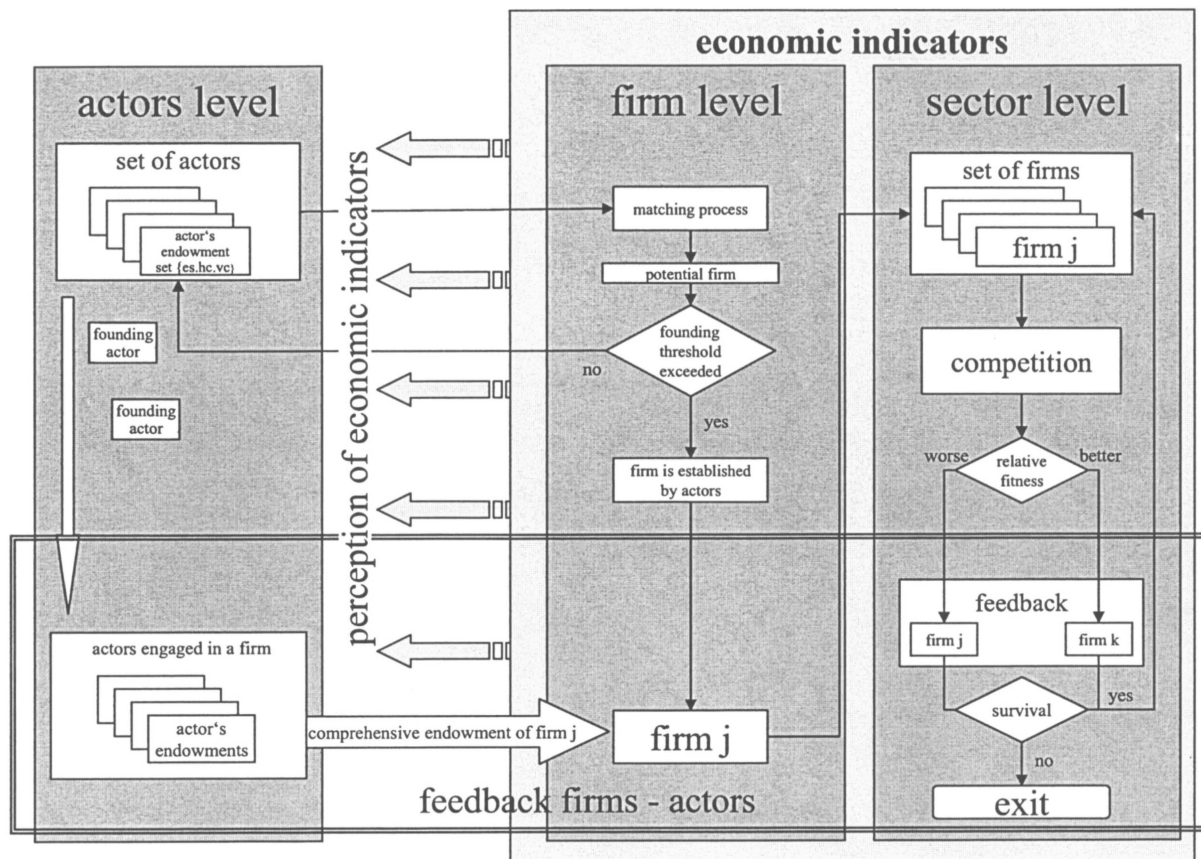 economic indicators
actors level
set of actors
actor's
endowment
set {es.hc.vc}
founding
actor
founding
actor
actors engaged in a firm
actor's
endowments
perception of economic indicators
comprehensive endowment of firm j
firm level
matching process
potential firm
founding
threshold
exceeded
no
yes
firm is established
by actors
firm j
sector level
set of firms
firm j
competition
worse
relative
fitness
better
feedback
firm j
firm k
survival
yes
no
exit
feedback firms - actors